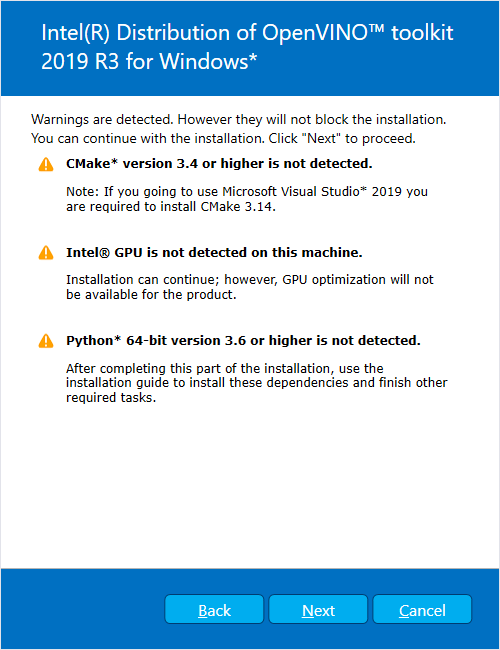 Intel(R) Distribution of OpenVINO™ toolkit
2019 R3 for Windows*
Warnings are detected. However they will not block the installation.
You can continue with the installation. Click "Next" to proceed.
CMake* version 3.4 or higher is not detected.
Note: If you going to use Microsoft Visual Studio* 2019 you
are required to install CMake 3.14.
Intel® GPU is not detected on this machine.
Installation can continue; however, GPU optimization will not
be available for the product.
Python* 64-bit version 3.6 or higher is not detected.
After completing this part of the installation, use the
installation guide to install these dependencies and finish other
required tasks.
Back Next Cancel